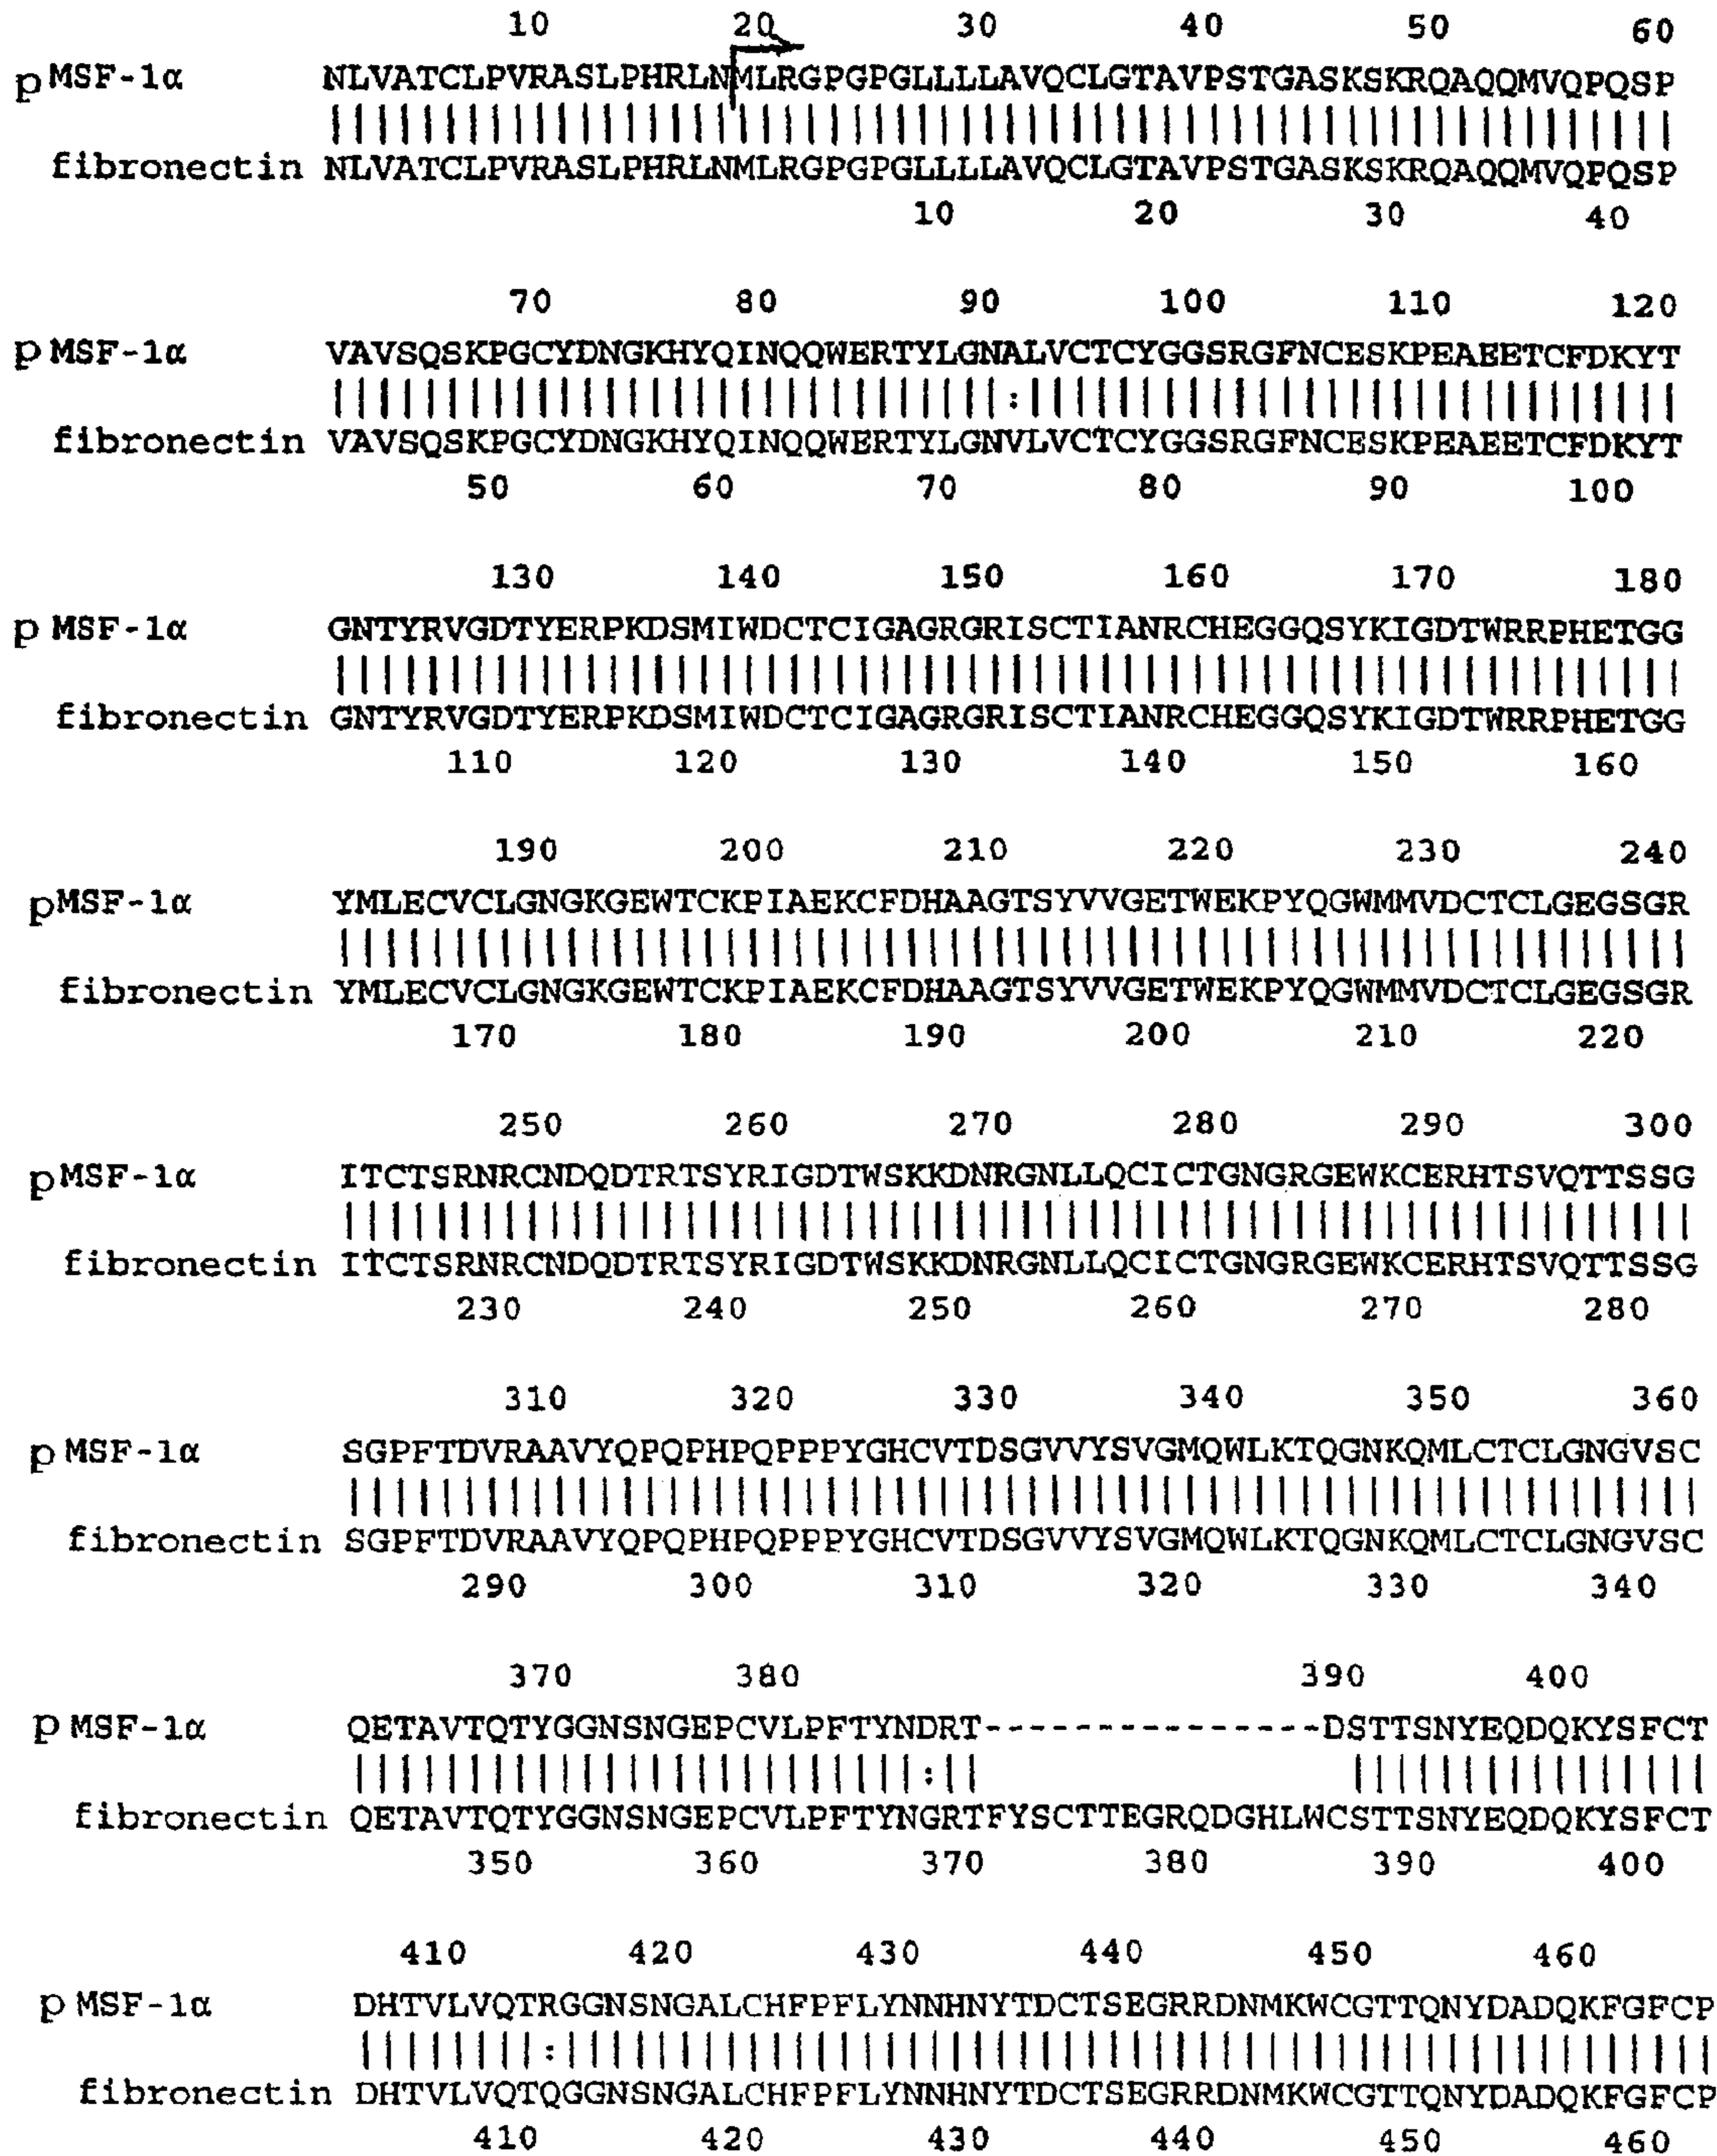 10 20 30 40 50 60
pMSF-1α NLVATCLPVRASLPHRLNMLRGPGPGLLLLAVQCLGTAVPSTGASKSKRQAQQMVQPQSP
fibronectin NLVATCLPVRASLPHRLNMLRGPGPGLLLLAVQCLGTAVPSTGASKSKRQAQQMVQPQSP
10 20 30 40
70 80 90 100 110 120
pMSF-1α VAVSQSKPGCYDNGKHYQINQQWERTYLGNALVCTCYGGSRGFNCESKPEAEETCFDKYT
fibronectin VAVSQSKPGCYDNGKHYQINQQWERTYLGNVLVCTCYGGSRGFNCESKPEAEETCFDKYT
50 60 70 80 90 100
130 140 150 160 170 180
pMSF-1α GNTYRVGDTYERPKDSMIWDCTCIGAGRGRISCTIANRCHEGGQSYKIGDTWRRPHETGG
fibronectin GNTYRVGDTYERPKDSMIWDCTCIGAGRGRISCTIANRCHEGGQSYKIGDTWRRPHETGG
110 120 130 140 150 160
190 200 210 220 230 240
pMSF-1α YMLECVCLGNGKGEWTCKPIAEKCFDHAAGTSYVVGETWEKPYQGWMMVDCTCLGEGSGR
fibronectin YMLECVCLGNGKGEWTCKPIAEKCFDHAAGTSYVVGETWEKPYQGWMMVDCTCLGEGSGR
170 180 190 200 210 220
250 260 270 280 290 300
pMSF-1α ITCTSRNRCNDQDTRTSYRIGDTWSKKDNRGNLLQCICTGNGRGEWKCERHTSVQTTSSG
fibronectin ITCTSRNRCNDQDTRTSYRIGDTWSKKDNRGNLLQCICTGNGRGEWKCERHTSVQTTSSG
230 240 250 260 270 280
310 320 330 340 350 360
pMSF-1α SGPFTDVRAAVYQPQPHPQPPPYGHCVTDSGVVYSVGMQWLKTQGNKQMLCTCLGNGVSC
fibronectin SGPFTDVRAAVYQPQPHPQPPPYGHCVTDSGVVYSVGMQWLKTQGNKQMLCTCLGNGVSC
290 300 310 320 330 340
370 380 390 400
pMSF-1α QETAVTQTYGGNSNGEPCVLPFTYNDRT---------------DSTTSNYEQDQKYSFCT
fibronectin QETAVTQTYGGNSNGEPCVLPFTYNGRTFYSCTTEGRQDGHLWCSTTSNYEQDQKYSFCT
350 360 370 380 390 400
410 420 430 440 450 460
pMSF-1α DHTVLVQTRGGNSNGALCHFPFLYNNHNYTDCTSEGRRDNMKWCGTTQNYDADQKFGFCP
fibronectin DHTVLVQTQGGNSNGALCHFPFLYNNHNYTDCTSEGRRDNMKWCGTTQNYDADQKFGFCP
410 420 430 440 450 460